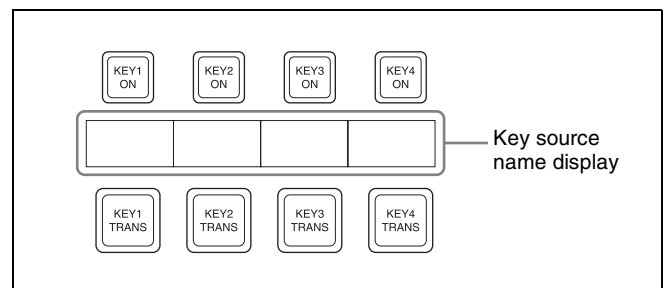 KEY1
ON
KEY2
ON
KEY3
ON
KEY4
ON
Key source
name display
KEY1
TRANS
KEY2
TRANS
KEY3
TRANS
KEY4
TRANS